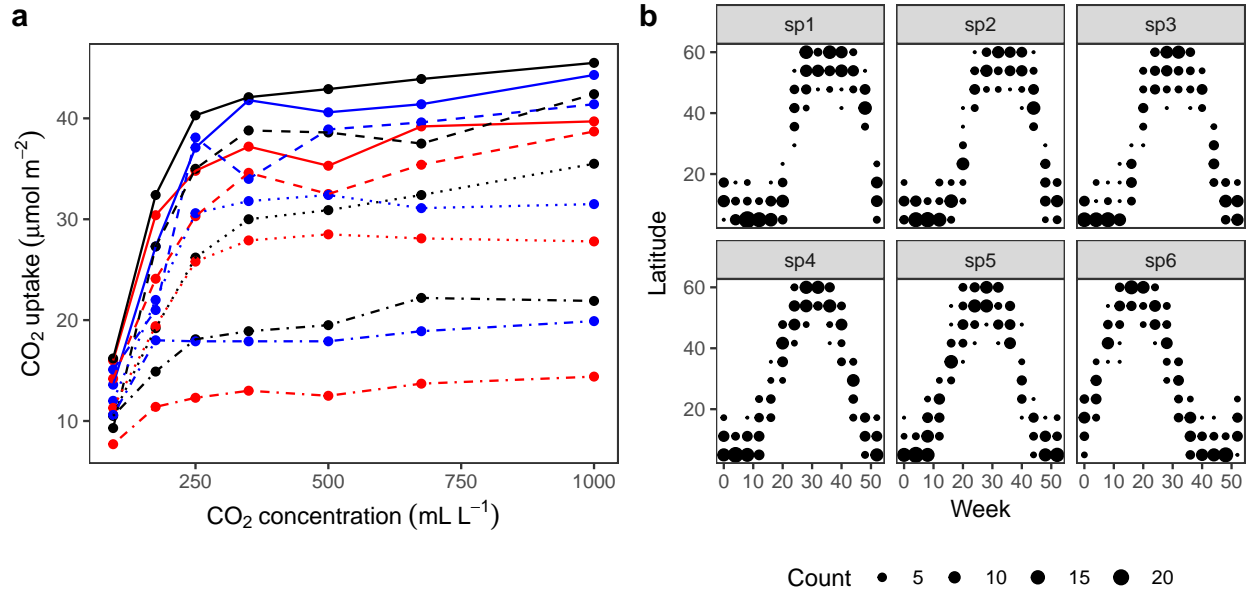 a
CO₂ uptake (μmol m⁻²)
40
30
20
10
250
500
750
1000
CO₂ concentration (mL L⁻¹)
b
sp1
sp2
sp3
60
40
20
sp4
sp5
sp6
60
40
20
Latitude
0 10 20 30 40 50
0 10 20 30 40 50
0 10 20 30 40 50
Week
Count 5 10 15 20